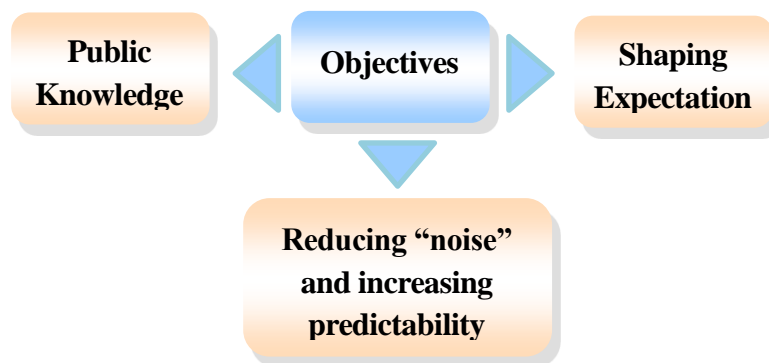 Public
Knowledge
Objectives
Shaping
Expectation
Reducing “noise”
and increasing
predictability